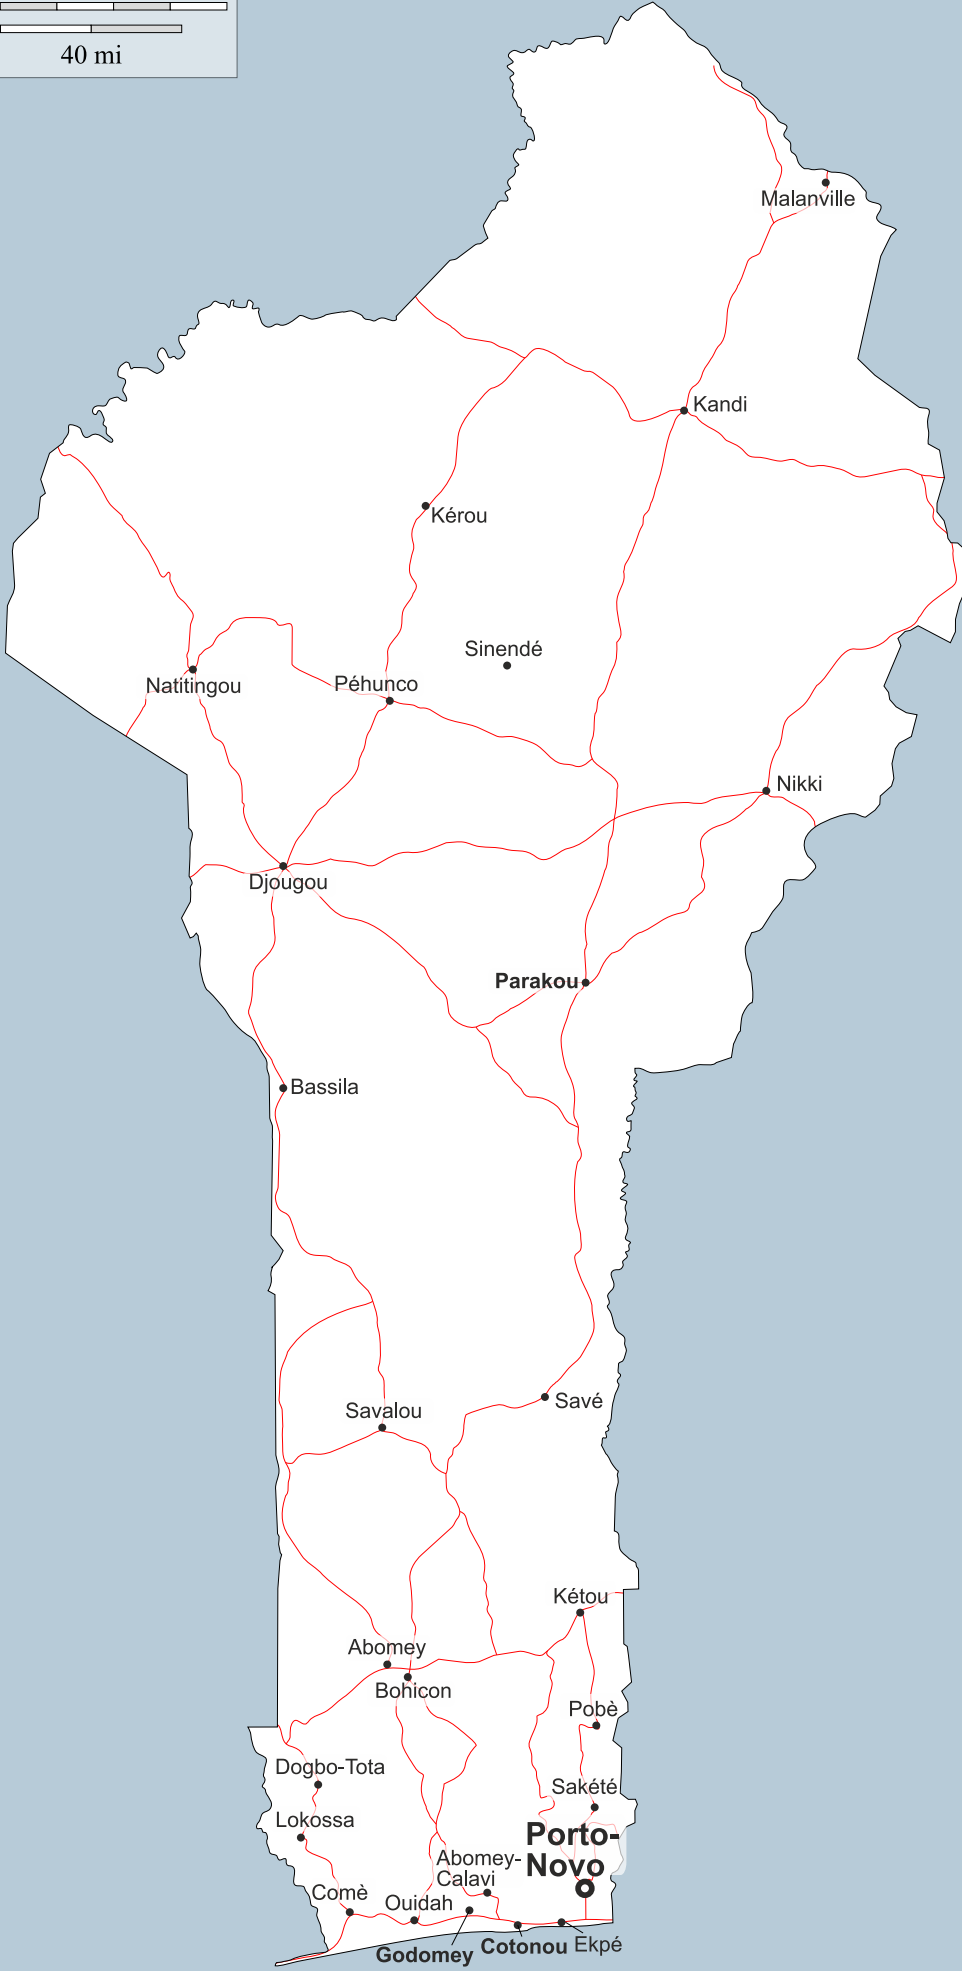 40 mi
Malanville
Kandi
Kérou
Sinendé
Natitingou
Péhunco
Nikki
Djougou
Parakou
Bassila
Savé
Savalou
Kétou
Abomey
Bohicon
Pobè
Dogbo-Tota
Sakété
Lokossa
Porto-
Novo
Abomey-
Calavi
Comè
Ouidah
Godomey
Cotonou
Ekpé